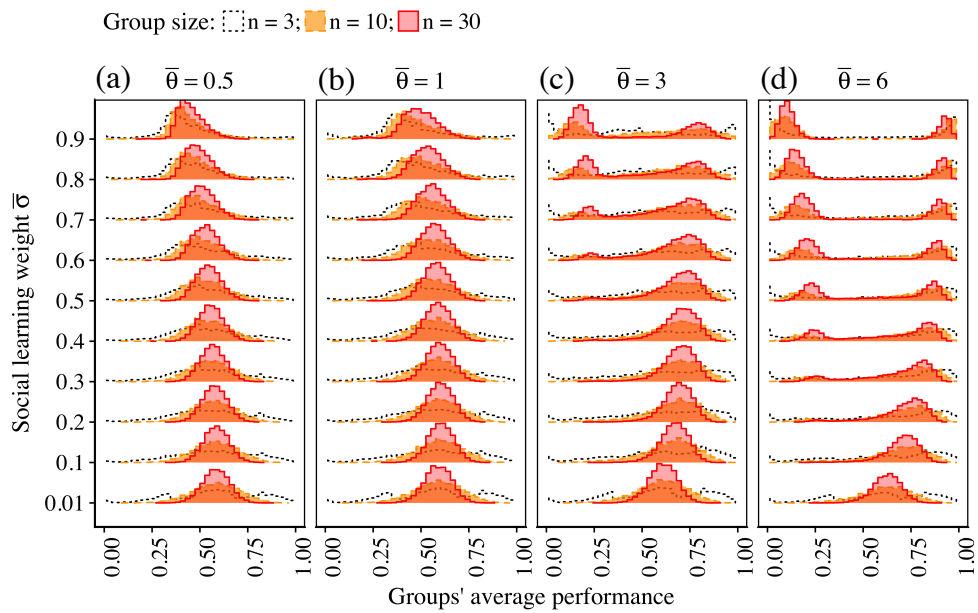 Group size: n = 3; n = 10; n = 30
(a) θ̅ = 0.5
(b) θ̅ = 1
(c) θ̅ = 3
(d) θ̅ = 6
Social learning weight σ̅
0.9
0.8
0.7
0.6
0.5
0.4
0.3
0.2
0.1
0.01
0.00 0.25 0.50 0.75 1.00
0.00 0.25 0.50 0.75 1.00
0.00 0.25 0.50 0.75 1.00
0.00 0.25 0.50 0.75 1.00
Groups' average performance